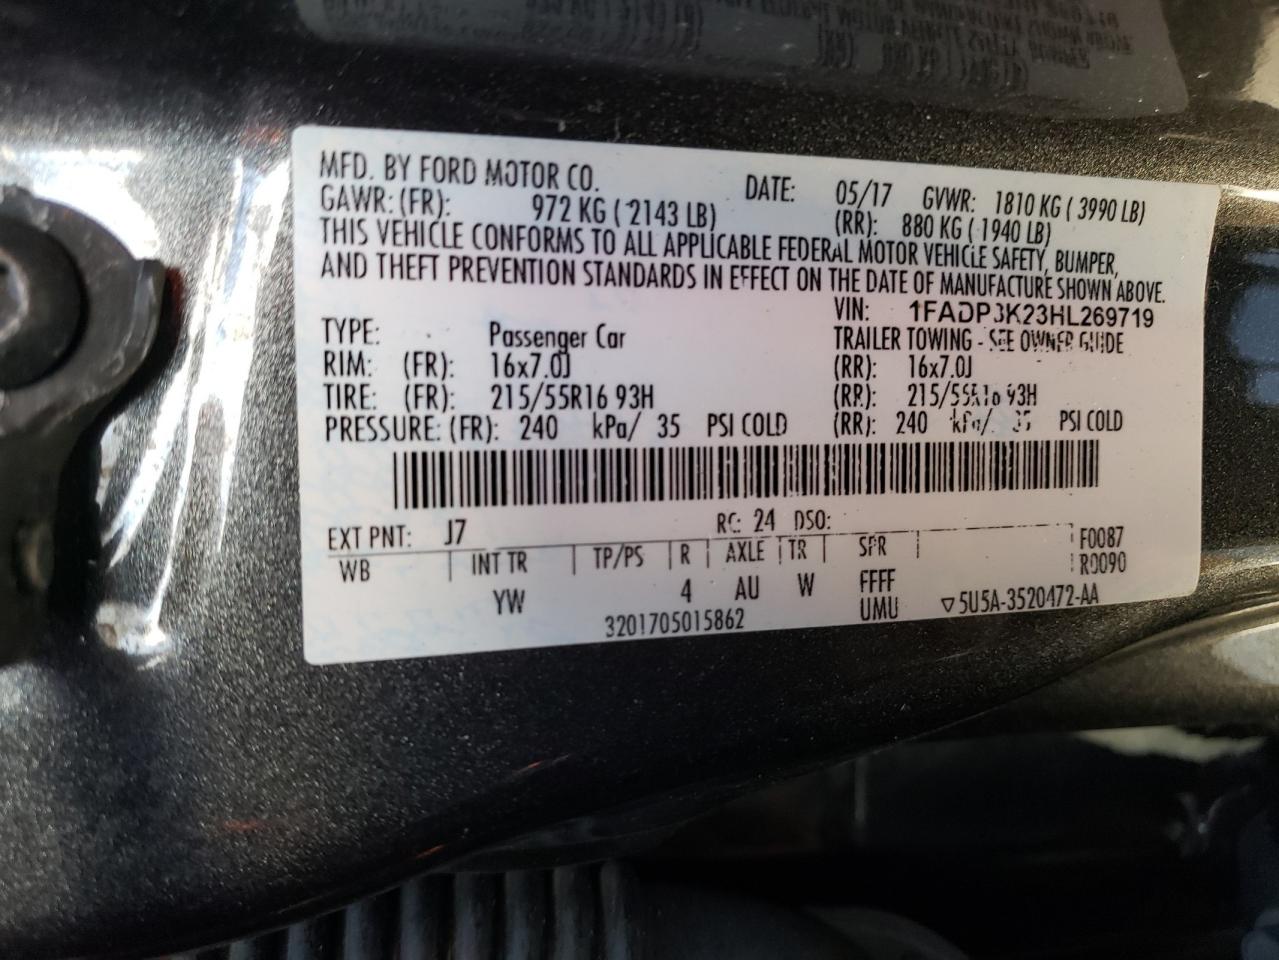 MFD. BY FORD MOTOR CO. DATE: 05/17 GVWR: 1810 KG ( 3990 LB)
GAWR: (FR): 972 KG ( 2143 LB) (RR): 880 KG ( 1940 LB)
THIS VEHICLE CONFORMS TO ALL APPLICABLE FEDERAL MOTOR VEHICLE SAFETY, BUMPER,
AND THEFT PREVENTION STANDARDS IN EFFECT ON THE DATE OF MANUFACTURE SHOWN ABOVE.
VIN: 1FADP3K23HL269719
TYPE: Passenger Car TRAILER TOWING - SEE OWNER GUIDE
RIM: (FR): 16x7.0J (RR): 16x7.0J
TIRE: (FR): 215/55R16 93H (RR): 215/55R16 93H
PRESSURE: (FR): 240 kPa/ 35 PSI COLD (RR): 240 kPa/ 35 PSI COLD
EXT PNT: J7 RC: 24 DSO: F0087
WB INT TR TP/PS R AXLE TR SPR R0090
YW 4 AU W FFFF
3201705015862 UMU ▽5U5A-3520472-AA